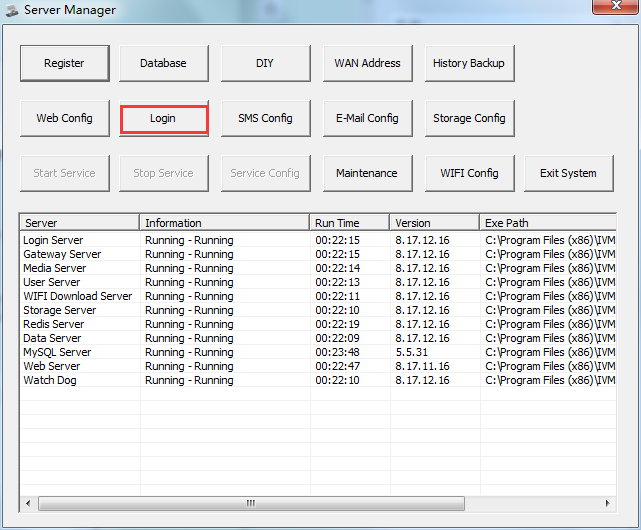 Server Manager
Register Database DIY WAN Address History Backup
Web Config Login SMS Config E-Mail Config Storage Config
Start Service Stop Service Service Config Maintenance WIFI Config Exit System
Server Information Run Time Version Exe Path
Login Server Running - Running 00:22:15 8.17.12.16 C:\Program Files (x86)\IVM
Gateway Server Running - Running 00:22:15 8.17.12.16 C:\Program Files (x86)\IVM
Media Server Running - Running 00:22:14 8.17.12.16 C:\Program Files (x86)\IVM
User Server Running - Running 00:22:13 8.17.12.16 C:\Program Files (x86)\IVM
WIFI Download Server Running - Running 00:22:11 8.17.12.16 C:\Program Files (x86)\IVM
Storage Server Running - Running 00:22:10 8.17.12.16 C:\Program Files (x86)\IVM
Redis Server Running - Running 00:22:19 8.17.12.16 C:\Program Files (x86)\IVM
Data Server Running - Running 00:22:09 8.17.12.16 C:\Program Files (x86)\IVM
MySQL Server Running - Running 00:23:48 5.5.31 C:\Program Files (x86)\IVM
Web Server Running - Running 00:22:47 8.17.11.16 C:\Program Files (x86)\IVM
Watch Dog Running - Running 00:22:10 8.17.12.16 C:\Program Files (x86)\IVM